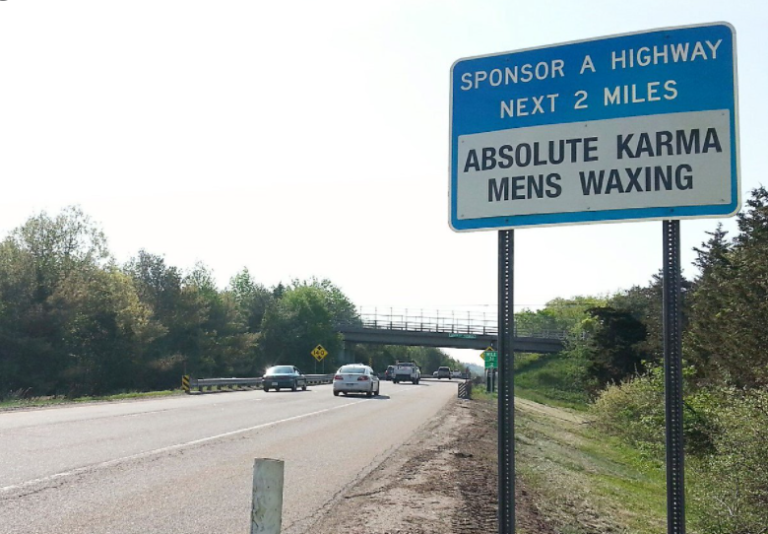 SPONSOR A HIGHWAY
NEXT 2 MILES
ABSOLUTE KARMA
MENS WAXING